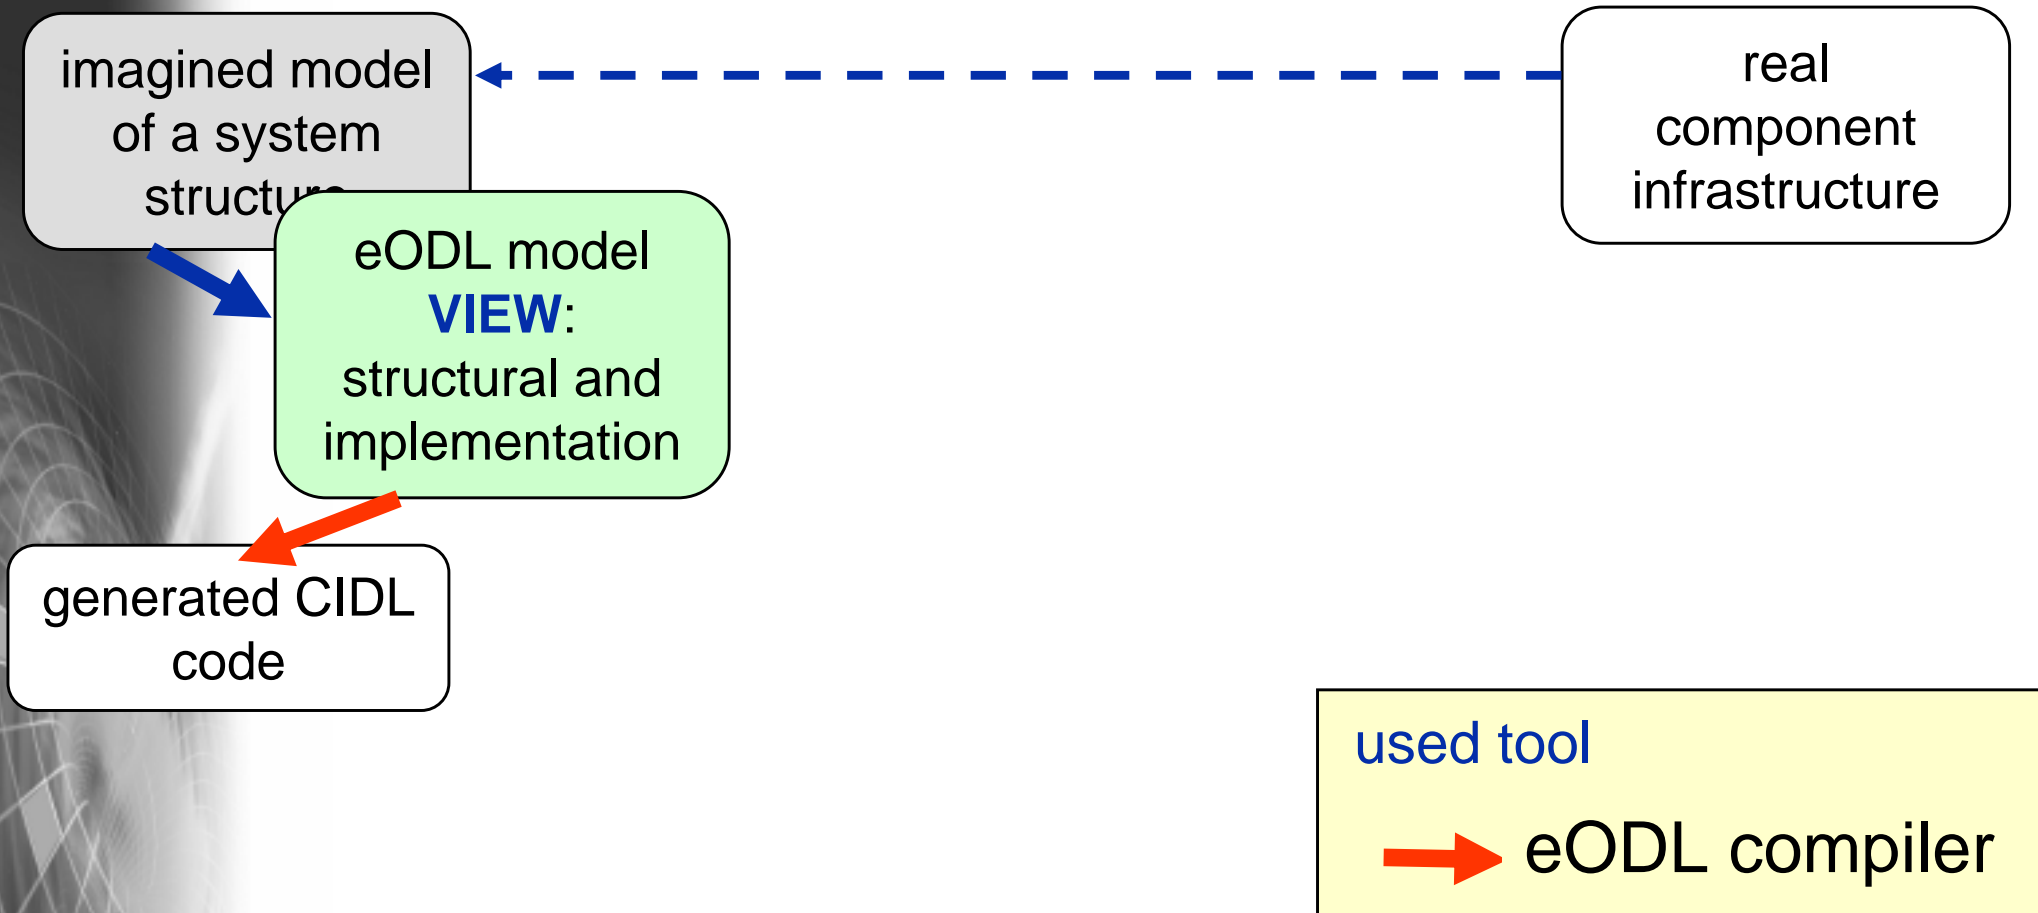 imagined model
of a system
structure
real
component
infrastructure
eODL model
VIEW:
structural and
implementation
generated CIDL
code
used tool
eODL compiler